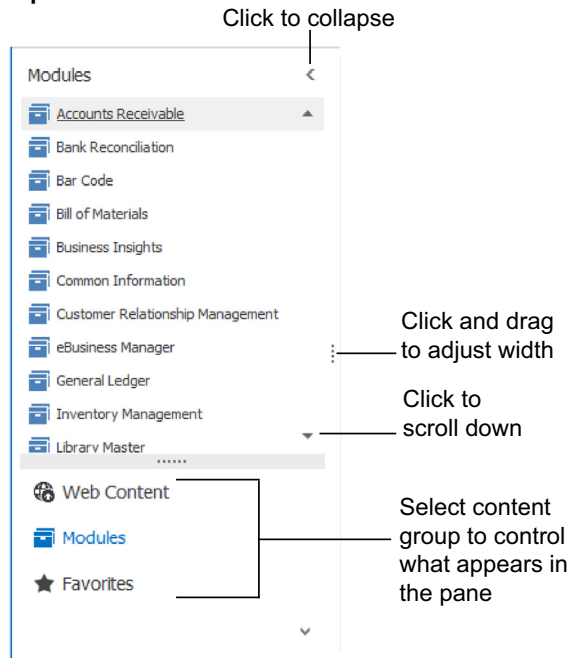 Click to collapse
Modules
Accounts Receivable
Bank Reconciliation
Bar Code
Bill of Materials
Business Insights
Common Information
Customer Relationship Management
eBusiness Manager
General Ledger
Inventory Management
Library Master
Click and drag
to adjust width
Click to
scroll down
Web Content
Modules
Favorites
Select content
group to control
what appears in
the pane